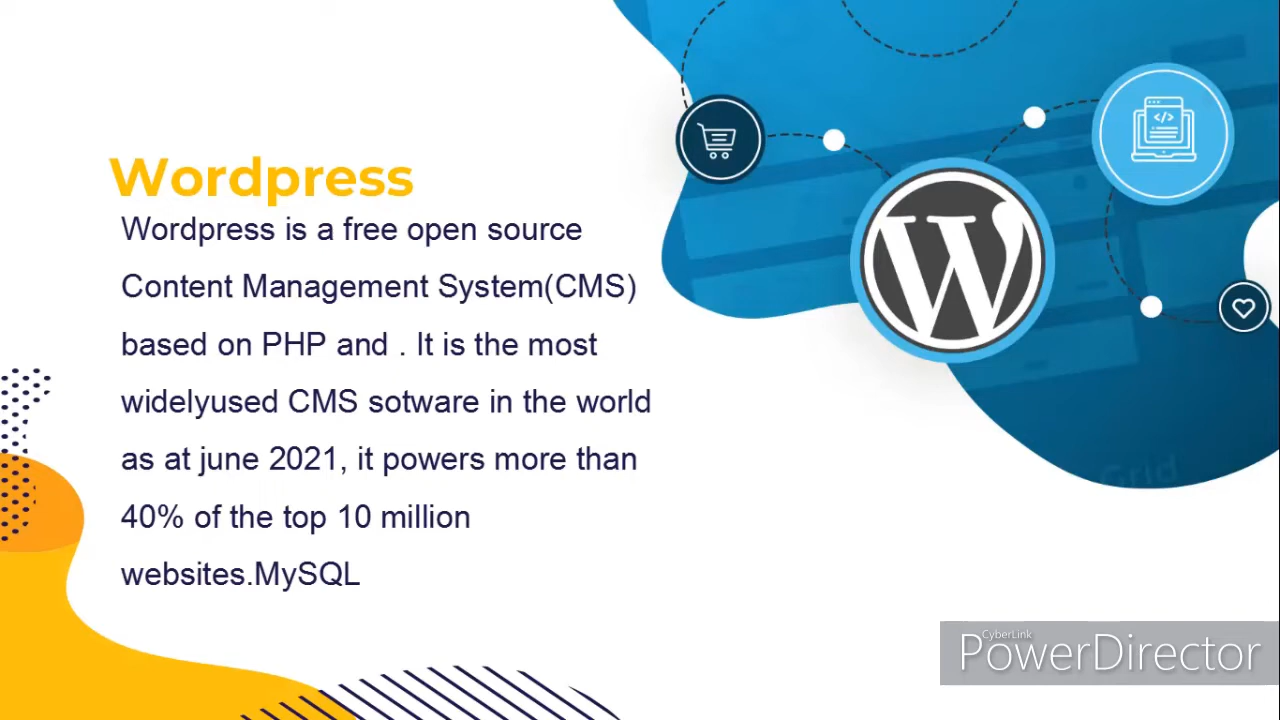 Wordpress
Wordpress is a free open source
Content Management System(CMS)
based on PHP and . It is the most
widelyused CMS sotware in the world
as at june 2021, it powers more than
40% of the top 10 million
websites.MySQL
W
</>
Grid
CyberLink
PowerDirector